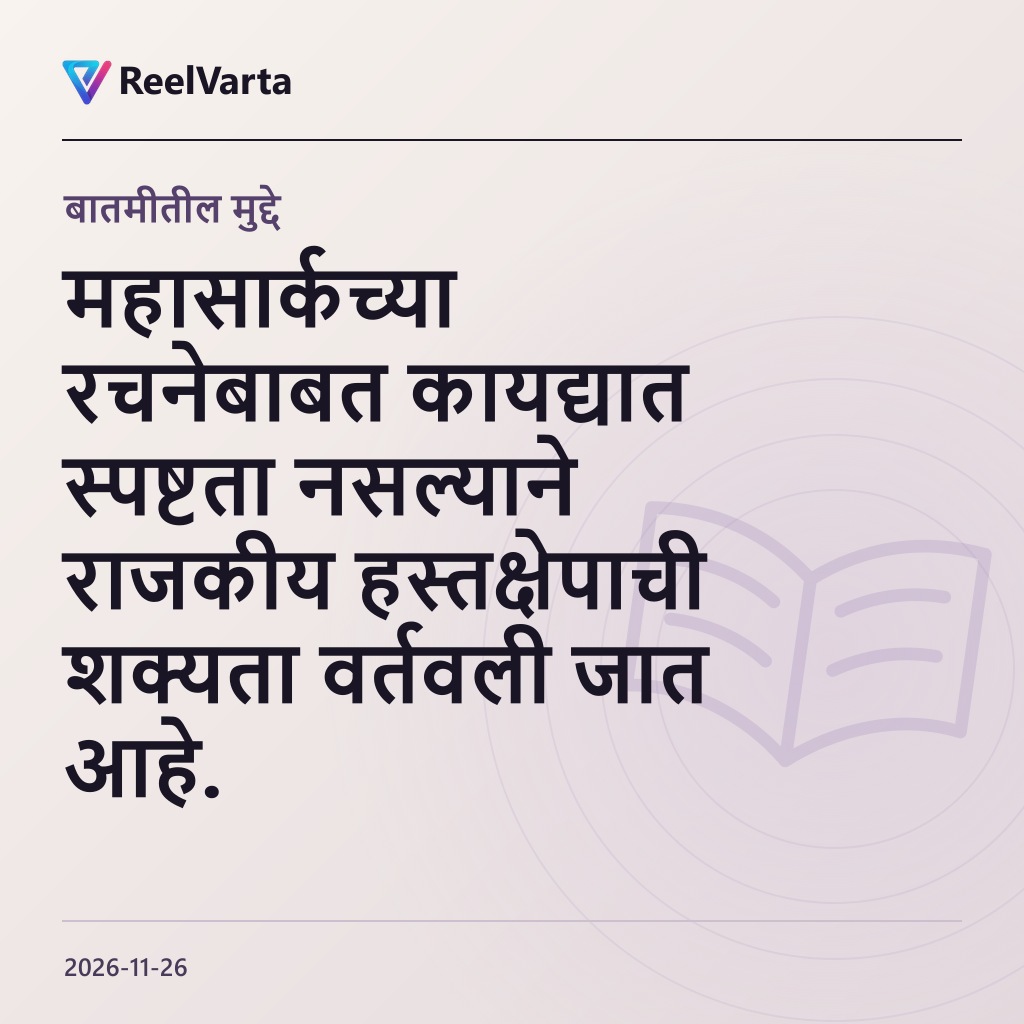 ReelVarta
बातमीतील मुद्दे
महासार्कच्या
रचनेबाबत कायद्यात
स्पष्टता नसल्याने
राजकीय हस्तक्षेपाची
शक्यता वर्तवली जात
आहे.
2026-11-26